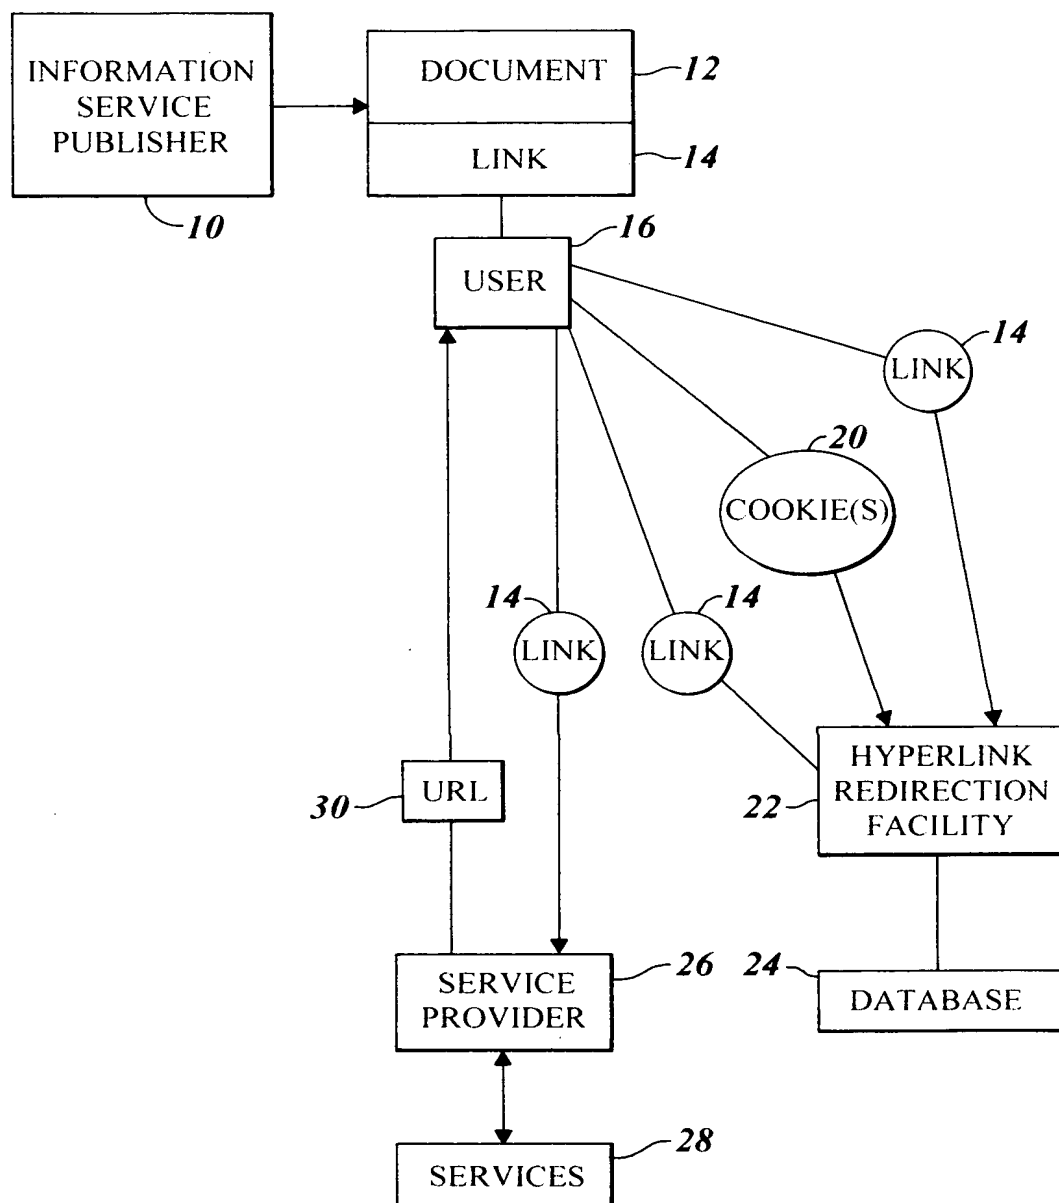 INFORMATION
SERVICE
PUBLISHER
10
DOCUMENT
12
LINK
14
USER
16
LINK
14
COOKIE(S)
20
LINK
14
LINK
14
URL
30
HYPERLINK
REDIRECTION
FACILITY
22
SERVICE
PROVIDER
26
DATABASE
24
SERVICES
28